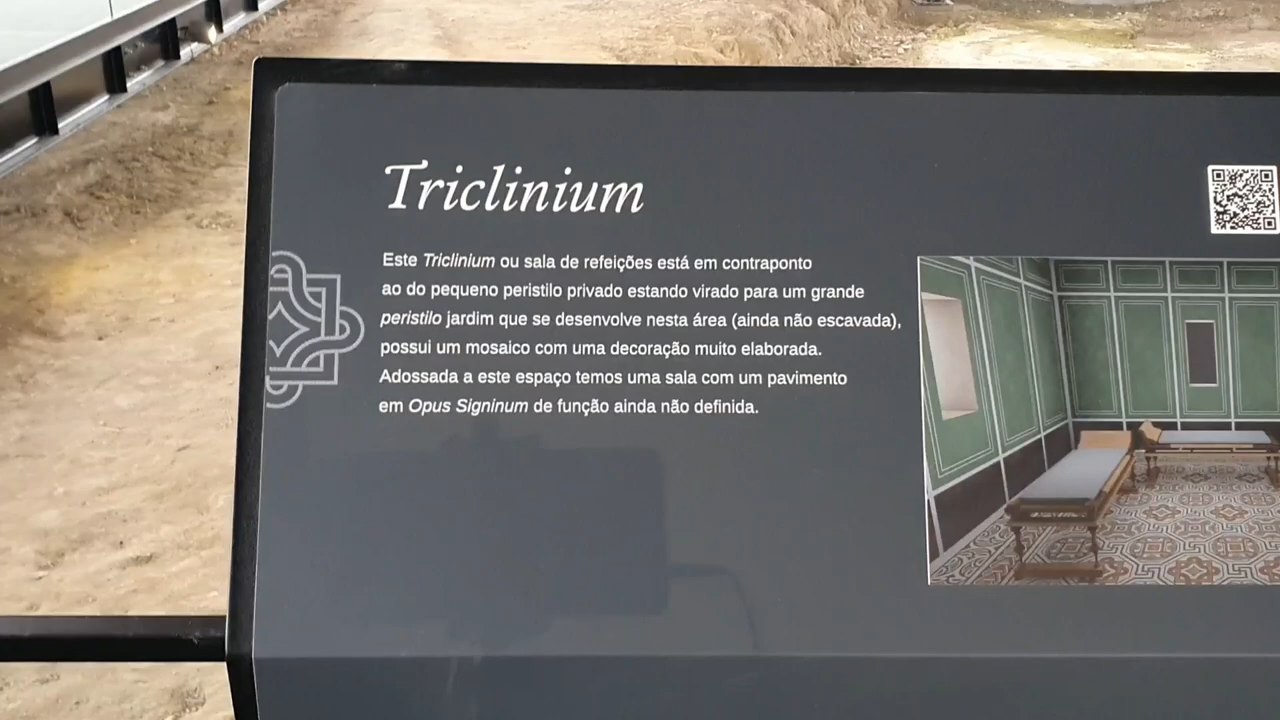 Triclinium
Este Triclinium ou sala de refeições está em contraponto
ao do pequeno peristilo privado estando virado para um grande
peristilo jardim que se desenvolve nesta área (ainda não escavada),
possui um mosaico com uma decoração muito elaborada.
Adossada a este espaço temos uma sala com um pavimento
em Opus Signinum de função ainda não definida.